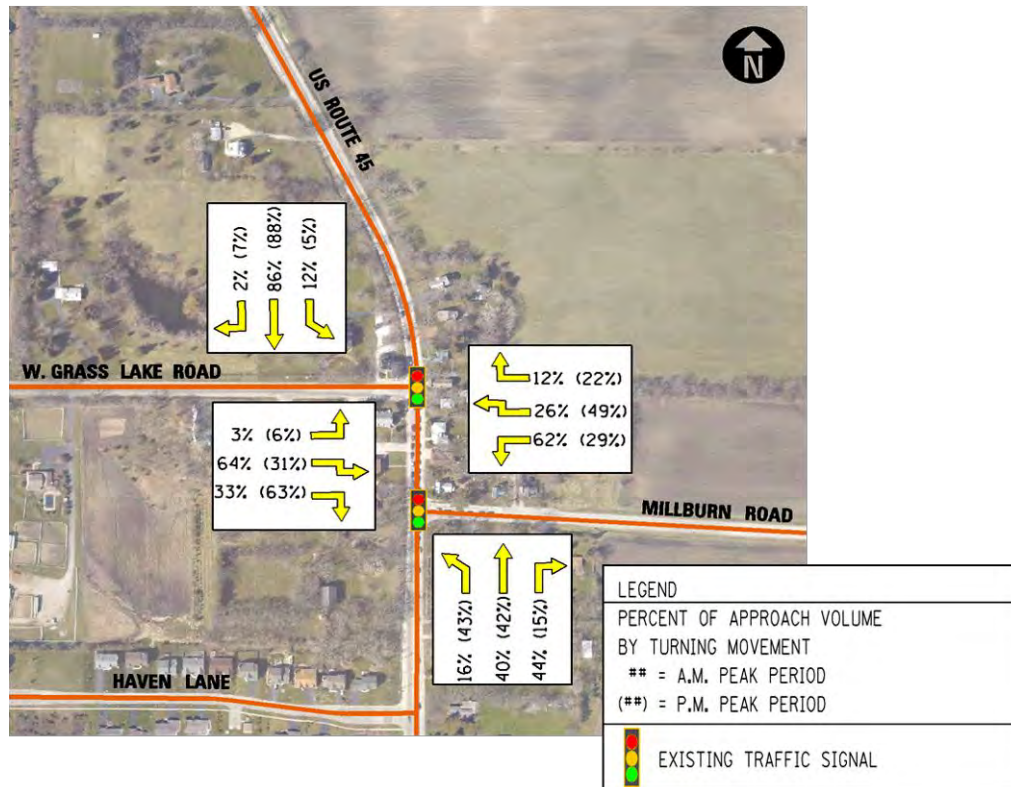 N
US ROUTE 45
2% (7%)
86% (88%)
12% (5%)
W. GRASS LAKE ROAD
12% (22%)
26% (49%)
62% (29%)
3% (6%)
64% (31%)
33% (63%)
MILLBURN ROAD
16% (43%)
40% (42%)
44% (15%)
HAVEN LANE
LEGEND
PERCENT OF APPROACH VOLUME
BY TURNING MOVEMENT
## = A.M. PEAK PERIOD
(##) = P.M. PEAK PERIOD
EXISTING TRAFFIC SIGNAL